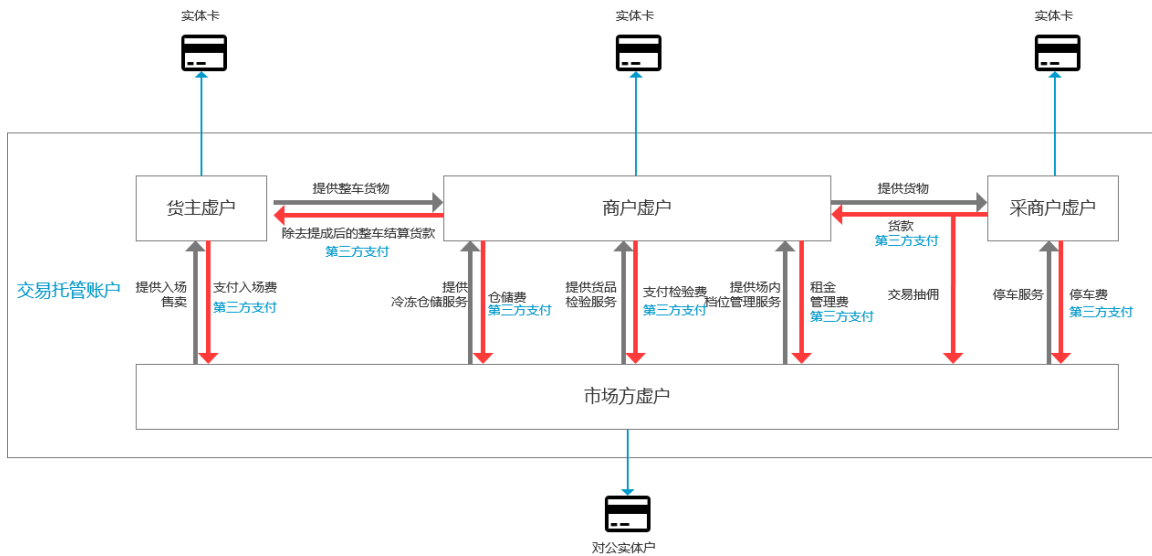 实体卡
实体卡
实体卡
提供整车货物
提供货物
货主虚户
商户虚户
采商户虚户
除去提成后的整车结算货款
第三方支付
货款
第三方支付
交易托管账户
提供入场
售卖
支付入场费
第三方支付
提供
冷冻仓储服务
仓储费
第三方支付
提供货品
检验服务
支付检验费
第三方支付
提供场内
档位管理服务
租金
管理费
第三方支付
交易抽佣
停车服务
停车费
第三方支付
市场方虚户
对公实体户